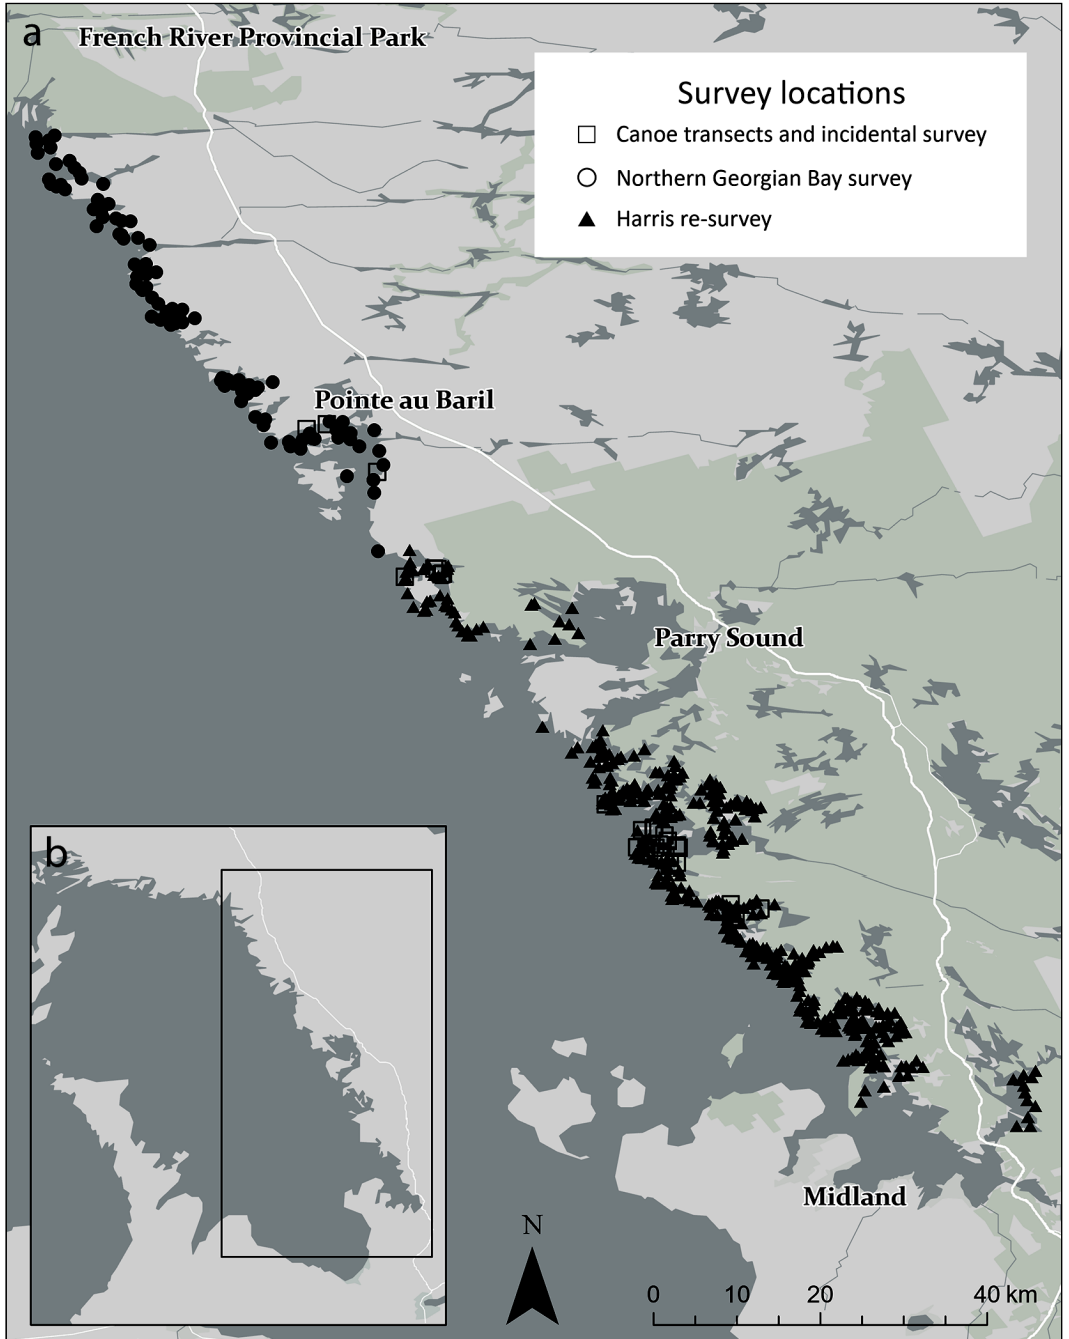 a
French River Provincial Park
Survey locations
Canoe transects and incidental survey
Northern Georgian Bay survey
Harris re-survey
Pointe au Baril
Parry Sound
b
Midland
N
0 10 20 40 km